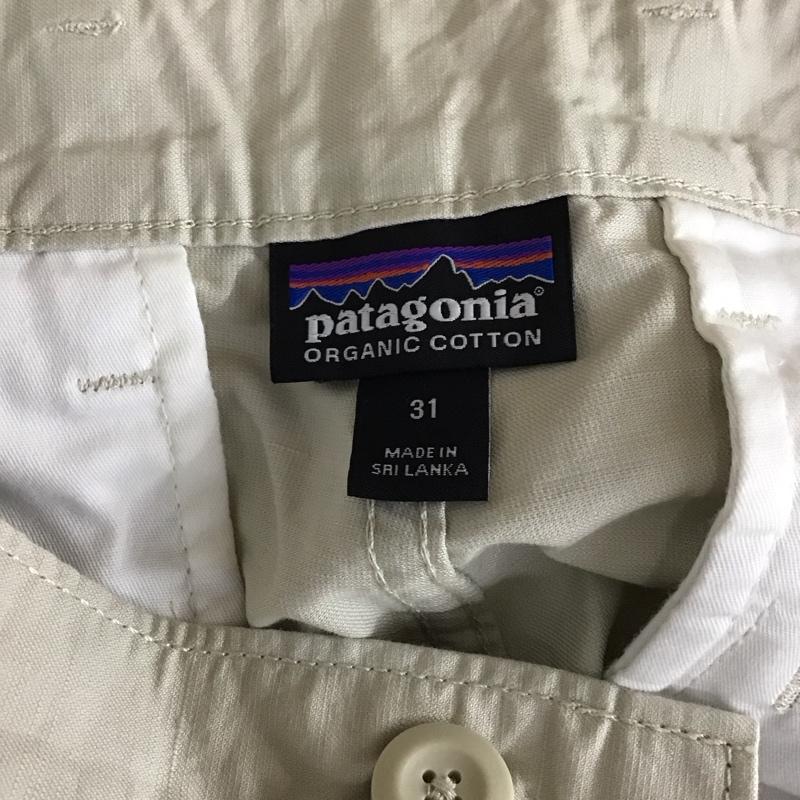 patagonia®
ORGANIC COTTON
31
MADE IN
SRI LANKA